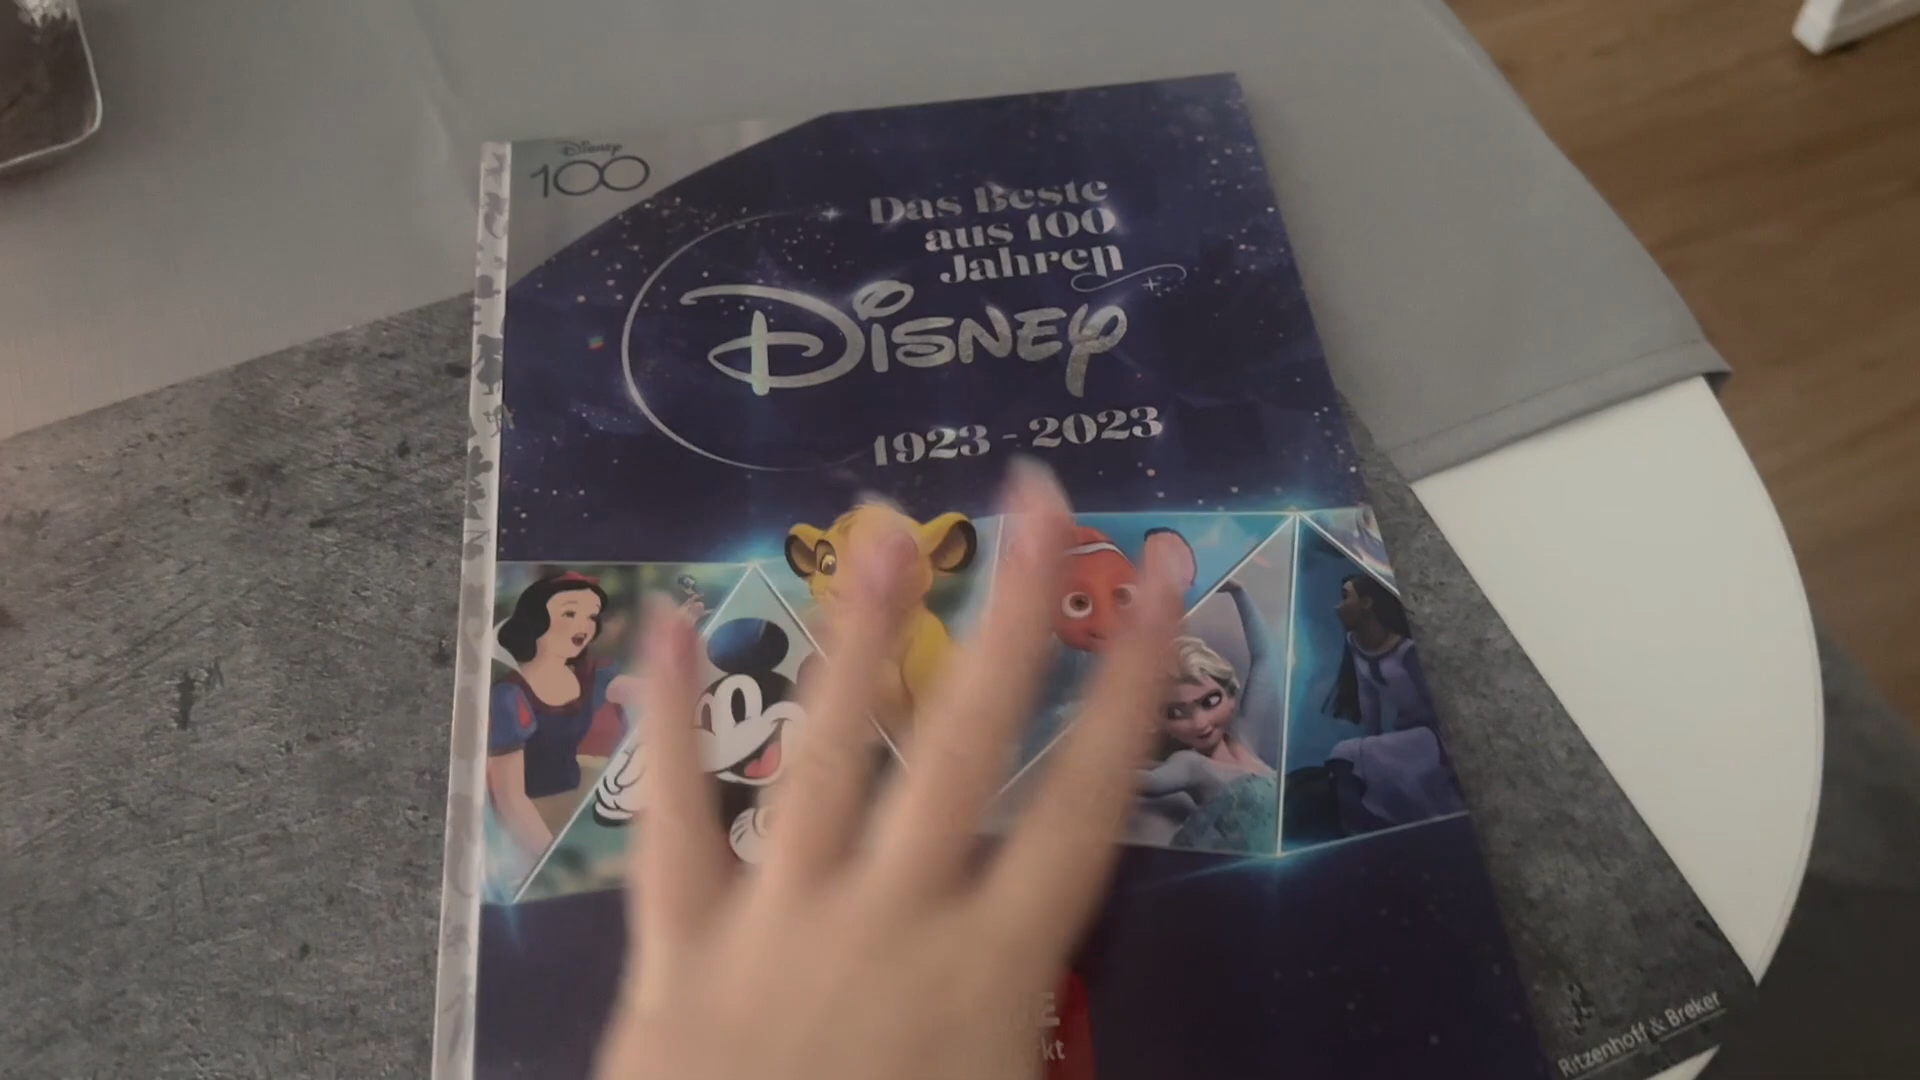 Disney
100
Das Beste
aus 100
Jahren
Disney
1923 - 2023
Ritzenhoff & Breker